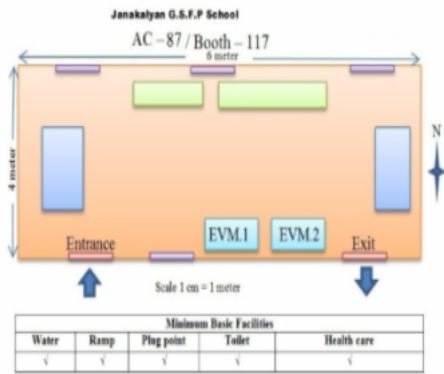 Janakalyan G.S.F.P School
AC – 87 / Booth – 117
6 meter
4 meter
N
EVM.1 EVM.2
Entrance Exit
Scale 1 cm = 1 meter
Minimum Basic Facilities
Water Ramp Plug point Toilet Health care
√ √ √ √ √